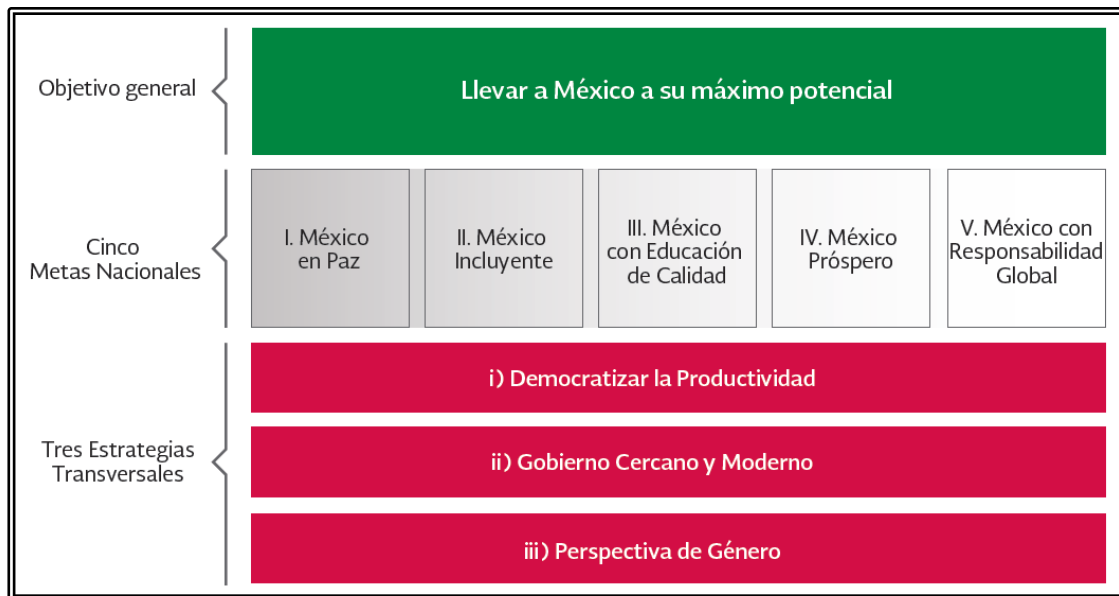 Objetivo general
Llevar a México a su máximo potencial
Cinco
Metas Nacionales
I. México
en Paz
II. México
Incluyente
III. México
con Educación
de Calidad
IV. México
Próspero
V. México con
Responsabilidad
Global
Tres Estrategias
Transversales
i) Democratizar la Productividad
ii) Gobierno Cercano y Moderno
iii) Perspectiva de Género